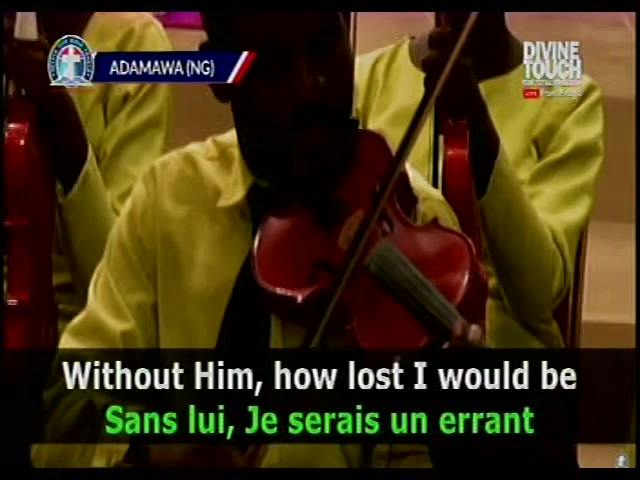 ADAMAWA (NG)
DIVINE
TOUCH
Without Him, how lost I would be
Sans lui, Je serais un errant